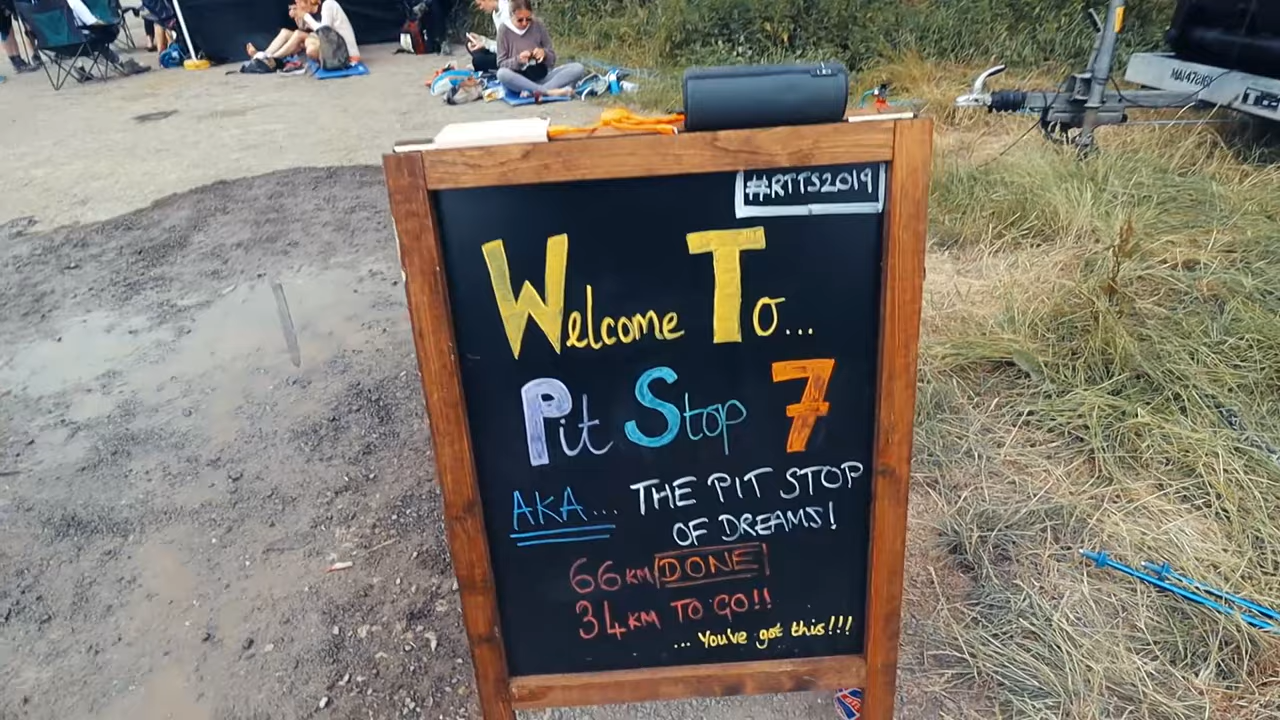 #RTTS2019
Welcome To...
Pit Stop 7
AKA... THE PIT STOP
OF DREAMS!
66KM DONE
34KM TO GO!!
... You've got this!!!